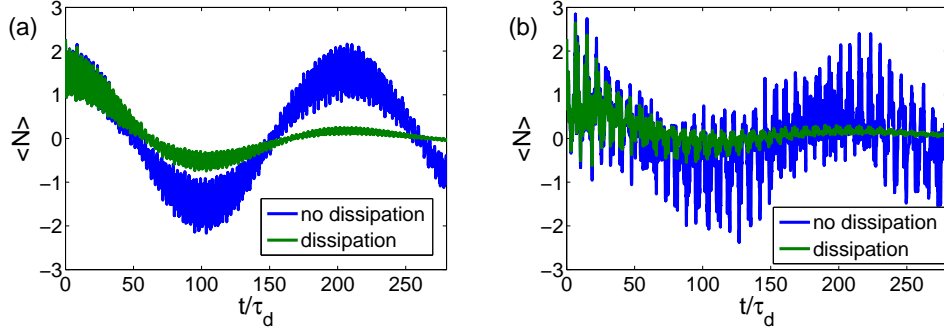 (a)
3
2
1
0
−1
−2
−3
<N>
0
50
100
150
200
250
t/τd
no dissipation
dissipation
(b)
3
2
1
0
−1
−2
−3
<N>
0
50
100
150
200
250
t/τd
no dissipation
dissipation